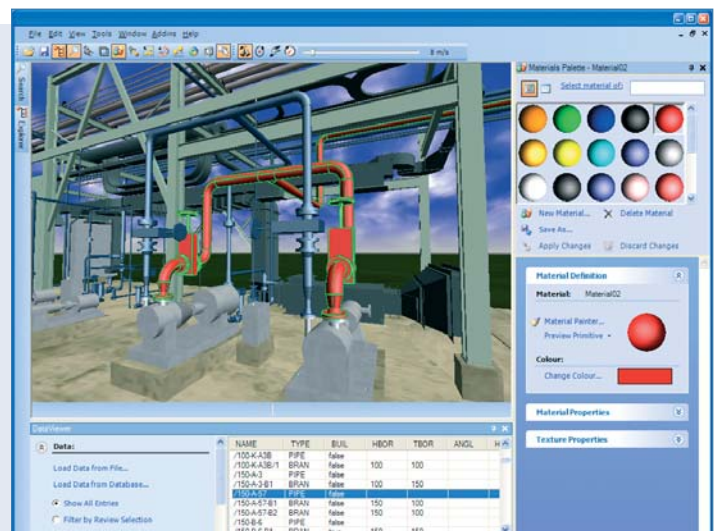 File Edit View Tools Window Addins Help
8 m/s
Search
Explorer
Materials Palette - Material02
Select material of:
New Material... Delete Material
Save As...
Apply Changes Discard Changes
Material Definition
Material: Material02
Material Painter...
Preview Primitive
Colour:
Change Colour...
Material Properties
Texture Properties
DataViewer
Data:
Load Data from File...
Load Data from Database...
Show All Entries
Filter by Review Selection
NAME TYPE BUIL HBOR TBOR ANGL H
/100-K-A3B PIPE false
/100-K-A3B/1 BRAN false 100 100
/150-A-3 PIPE false
/150-A-3-B1 BRAN false 100 150
/150-A-57 PIPE false
/150-A-57-B1 BRAN false 150 100
/150-A-57-B2 BRAN false 100 100
/150-B-6 PIPE false